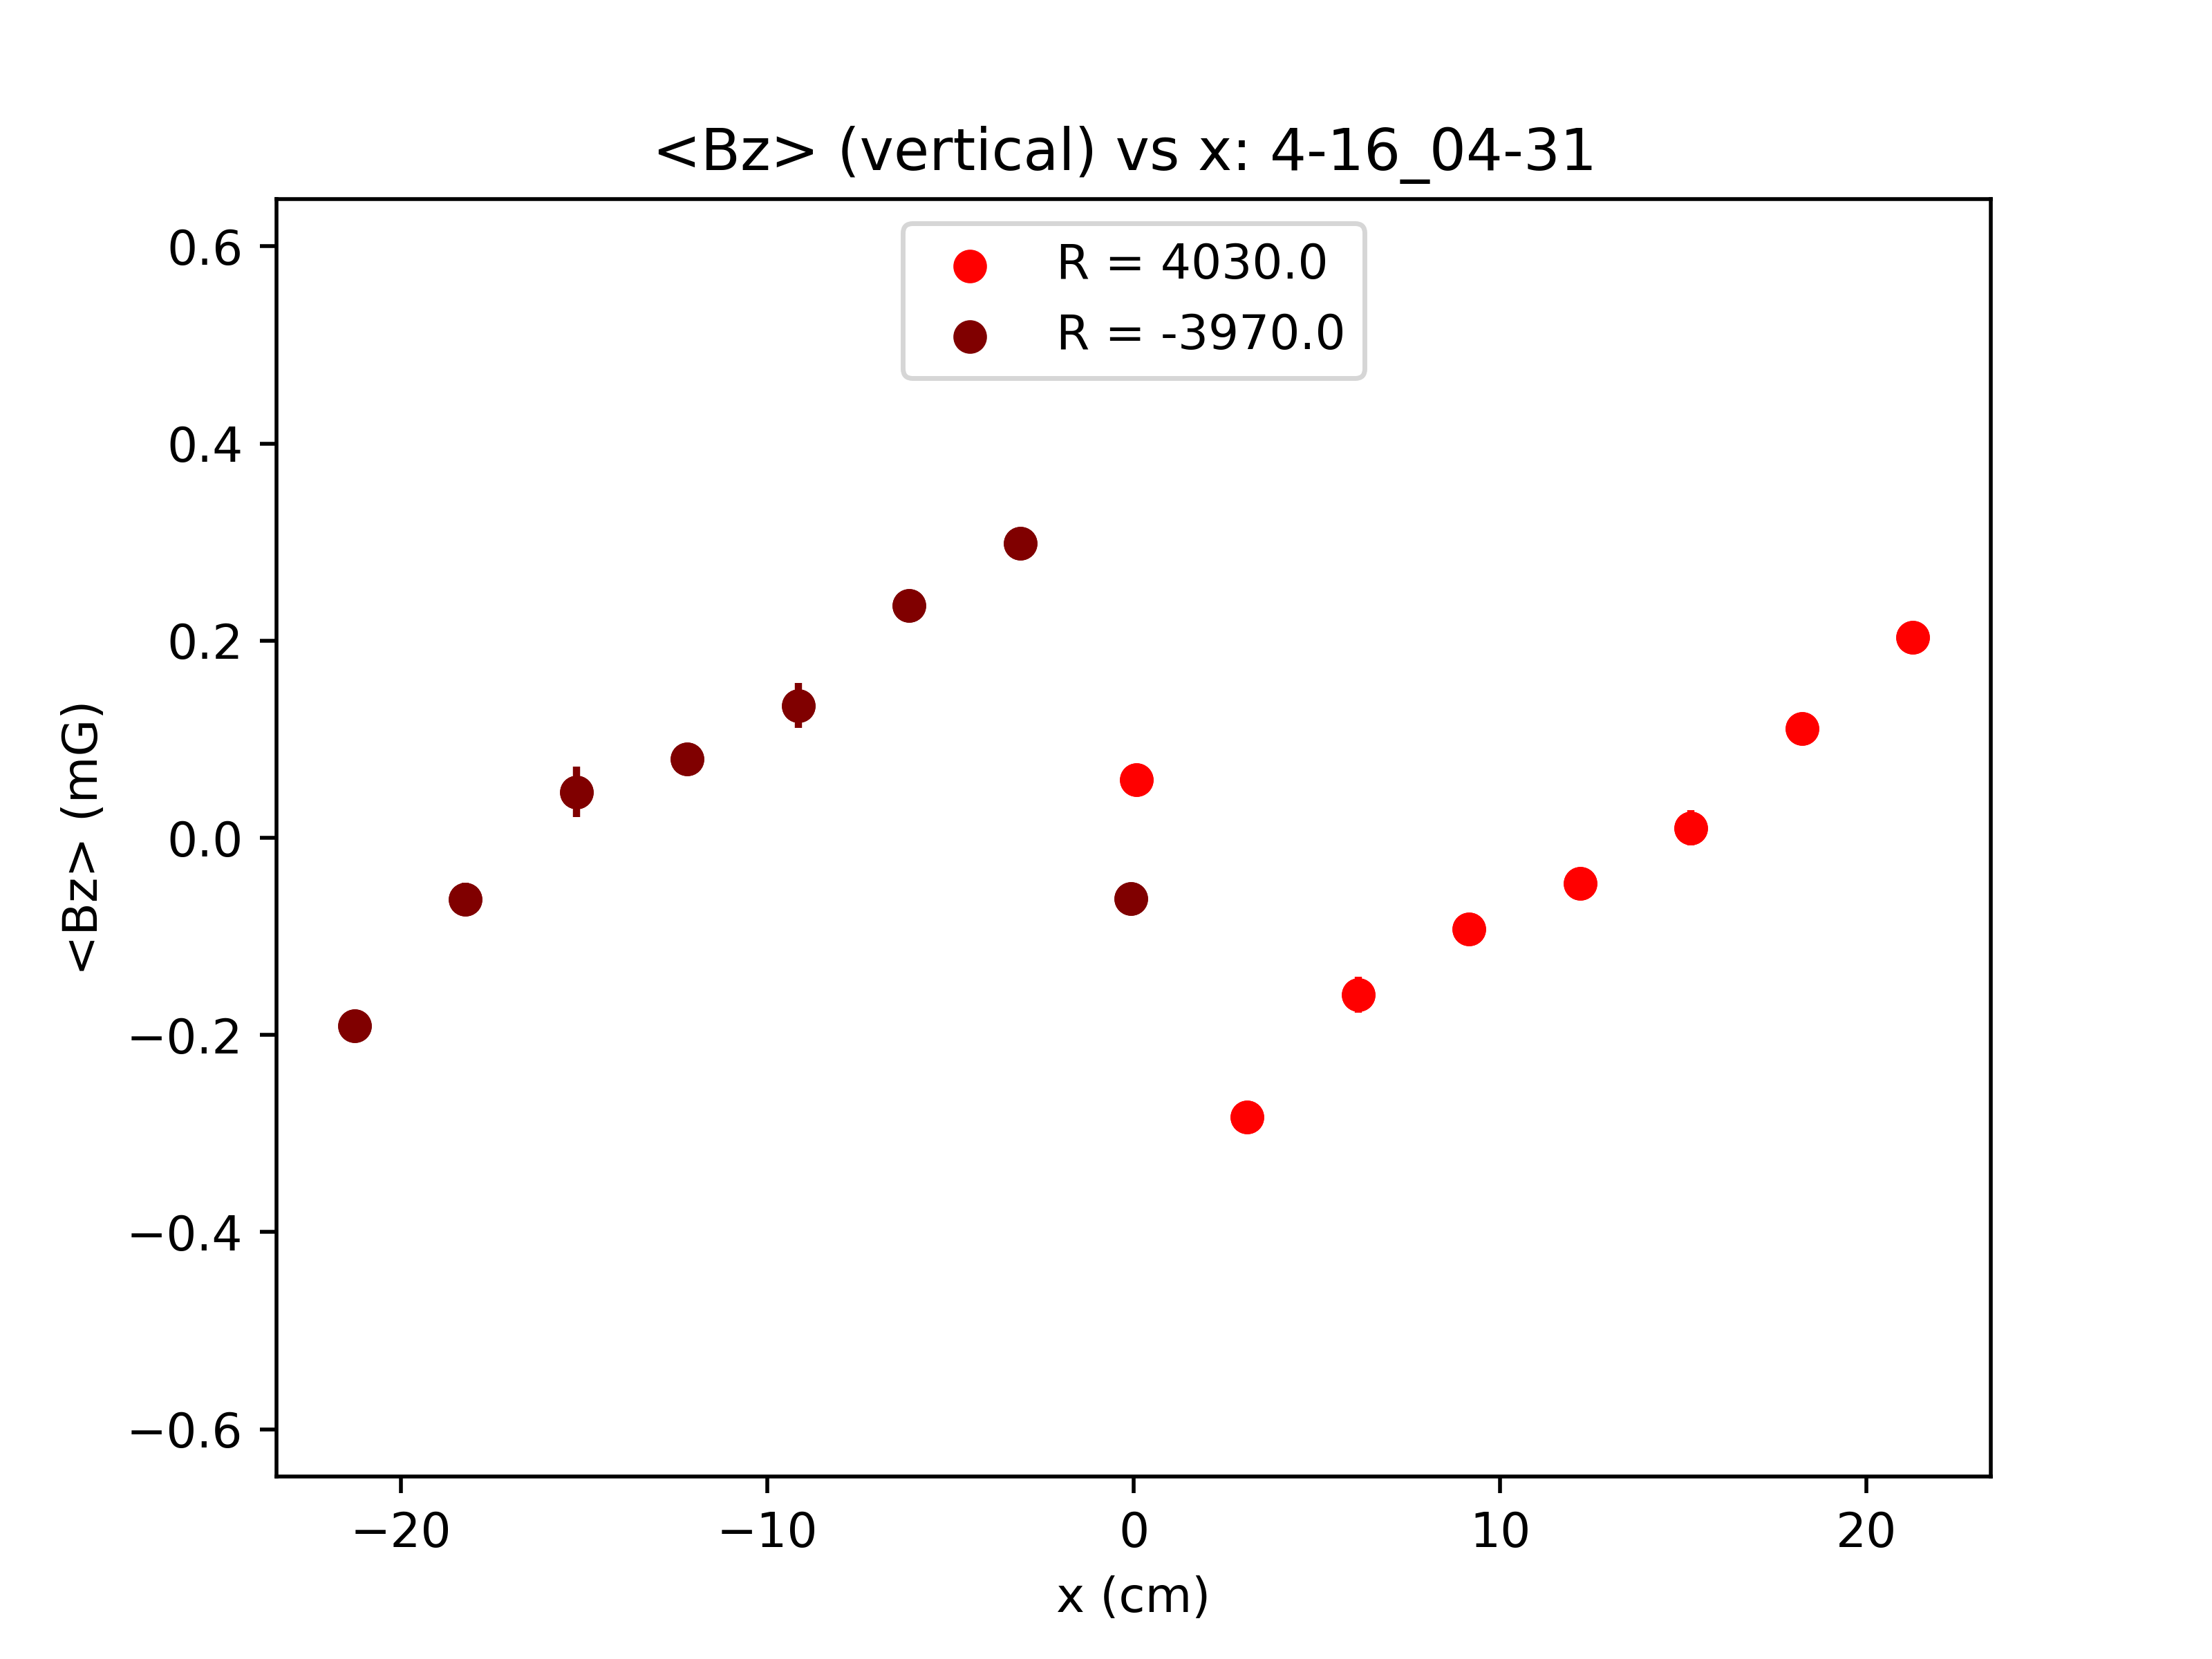 <Bz> (vertical) vs x: 4-16_04-31
R = 4030.0
R = -3970.0
<Bz> (mG)
0.6
0.4
0.2
0.0
−0.2
−0.4
−0.6
−20
−10
0
10
20
x (cm)